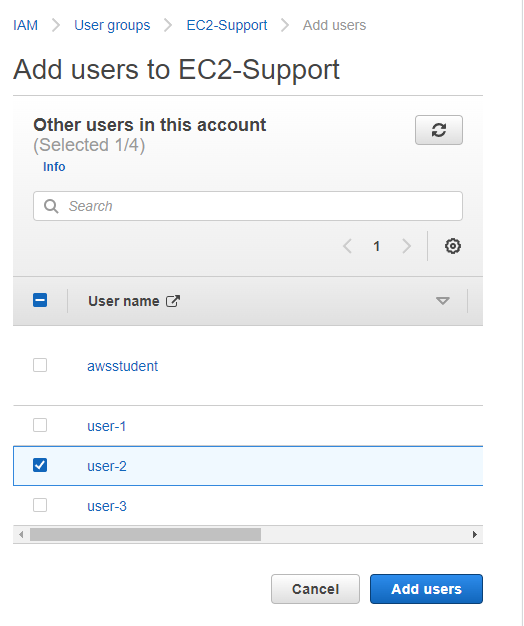 IAM > User groups > EC2-Support > Add users
Add users to EC2-Support
Other users in this account
(Selected 1/4)
Info
Search
1
User name
awsstudent
user-1
user-2
user-3
Cancel Add users